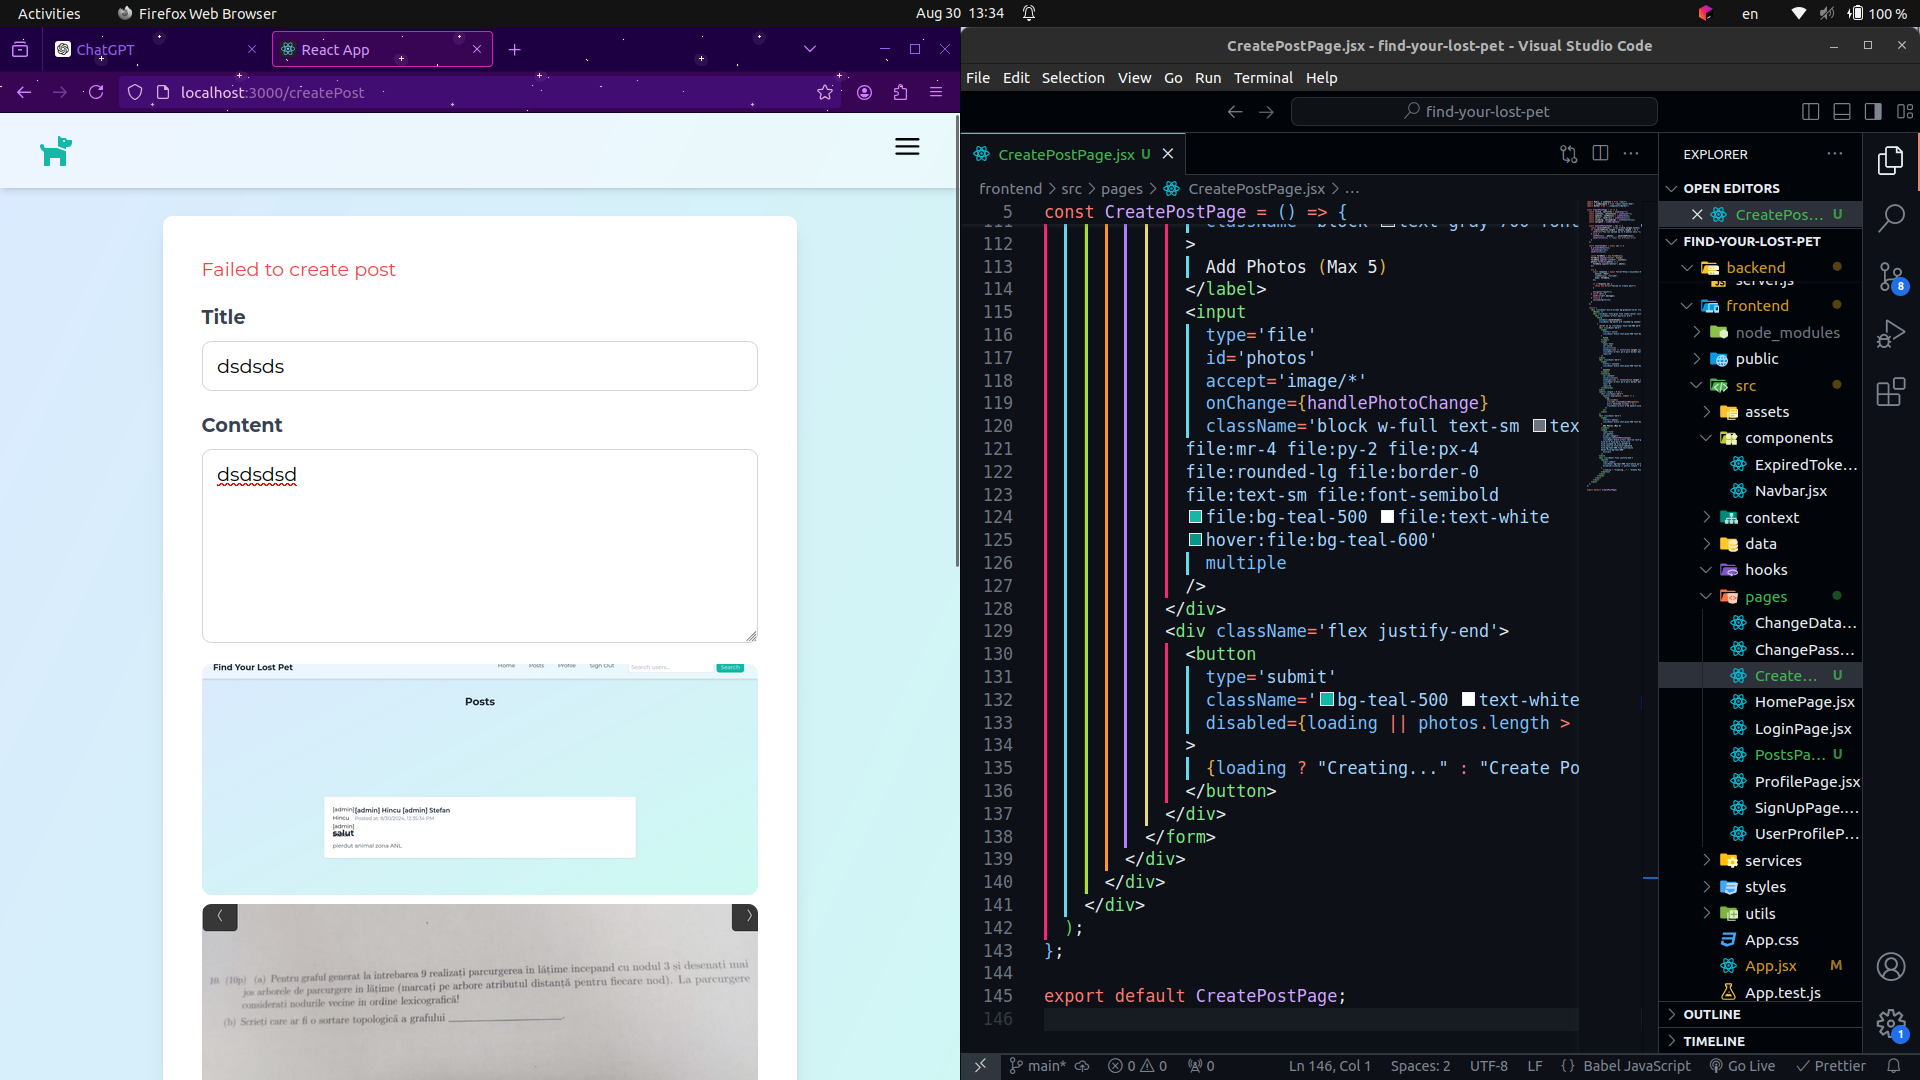 Activities
Firefox Web Browser
Aug 30 13:34
en
100 %
ChatGPT
React App
localhost:3000/createPost
Failed to create post
Title
dsdsds
Content
dsdsdsd
Find Your Lost Pet
Home
Posts
Profile
Sign Out
Search users...
Search
Posts
[admin]
Hincu
[admin]
[admin] Hincu [admin] Stefan
Posted at: 8/30/2024, 12:35:34 PM
salut
pierdut animal zona ANL
10. (10p) (a) Pentru graful generat la intrebarea 9 realizați parcurgerea in lățime incepand cu nodul 3 și desenati mai
jos arborele de parcurgere in lățime (marcați pe arbore atributul distanță pentru fiecare nod). La parcurgere
considerați nodurile vecine in ordine lexicografică!
(b) Scrieți care ar fi o sortare topologică a grafului
CreatePostPage.jsx - find-your-lost-pet - Visual Studio Code
File Edit Selection View Go Run Terminal Help
find-your-lost-pet
CreatePostPage.jsx U
frontend > src > pages > CreatePostPage.jsx > ...
5 const CreatePostPage = () => {
112 >
113 Add Photos (Max 5)
114 </label>
115 <input
116 type='file'
117 id='photos'
118 accept='image/*'
119 onChange={handlePhotoChange}
120 className='block w-full text-sm tex
121 file:mr-4 file:py-2 file:px-4
122 file:rounded-lg file:border-0
123 file:text-sm file:font-semibold
124 file:bg-teal-500 file:text-white
125 hover:file:bg-teal-600'
126 multiple
127 />
128 </div>
129 <div className='flex justify-end'>
130 <button
131 type='submit'
132 className='bg-teal-500 text-white
133 disabled={loading || photos.length >
134 >
135 {loading ? "Creating..." : "Create Po
136 </button>
137 </div>
138 </form>
139 </div>
140 </div>
141 </div>
142 );
143 };
144
145 export default CreatePostPage;
146
EXPLORER
OPEN EDITORS
CreatePos... U
FIND-YOUR-LOST-PET
backend
server.js
frontend
node_modules
public
src
assets
components
ExpiredToke...
Navbar.jsx
context
data
hooks
pages
ChangeData...
ChangePass...
Create... U
HomePage.jsx
LoginPage.jsx
PostsPa... U
ProfilePage.jsx
SignUpPage....
UserProfileP...
services
styles
utils
App.css
App.jsx M
App.test.js
OUTLINE
TIMELINE
8
1
main*
0 0
0
Ln 146, Col 1
Spaces: 2
UTF-8
LF
{ } Babel JavaScript
Go Live
Prettier